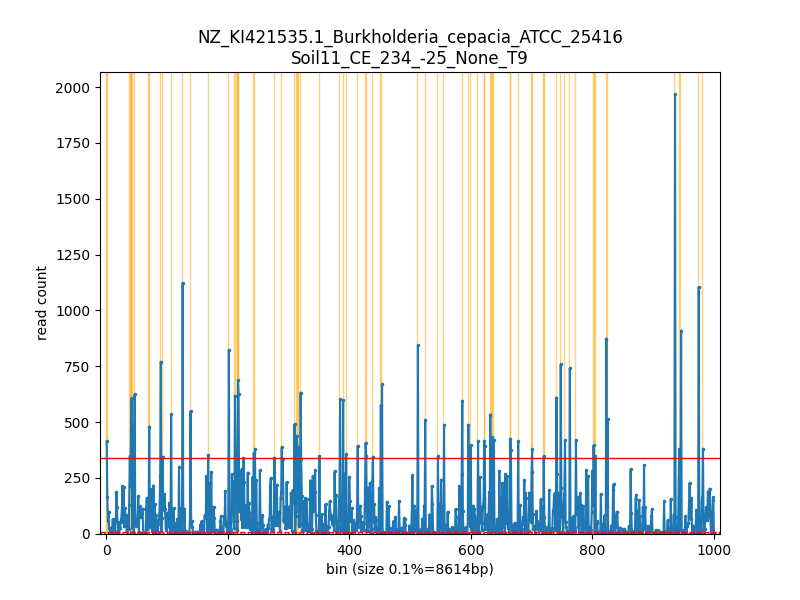 NZ_KI421535.1_Burkholderia_cepacia_ATCC_25416
Soil11_CE_234_-25_None_T9
2000
1750
1500
1250
1000
750
500
250
0
read count
0 200 400 600 800 1000
bin (size 0.1%=8614bp)